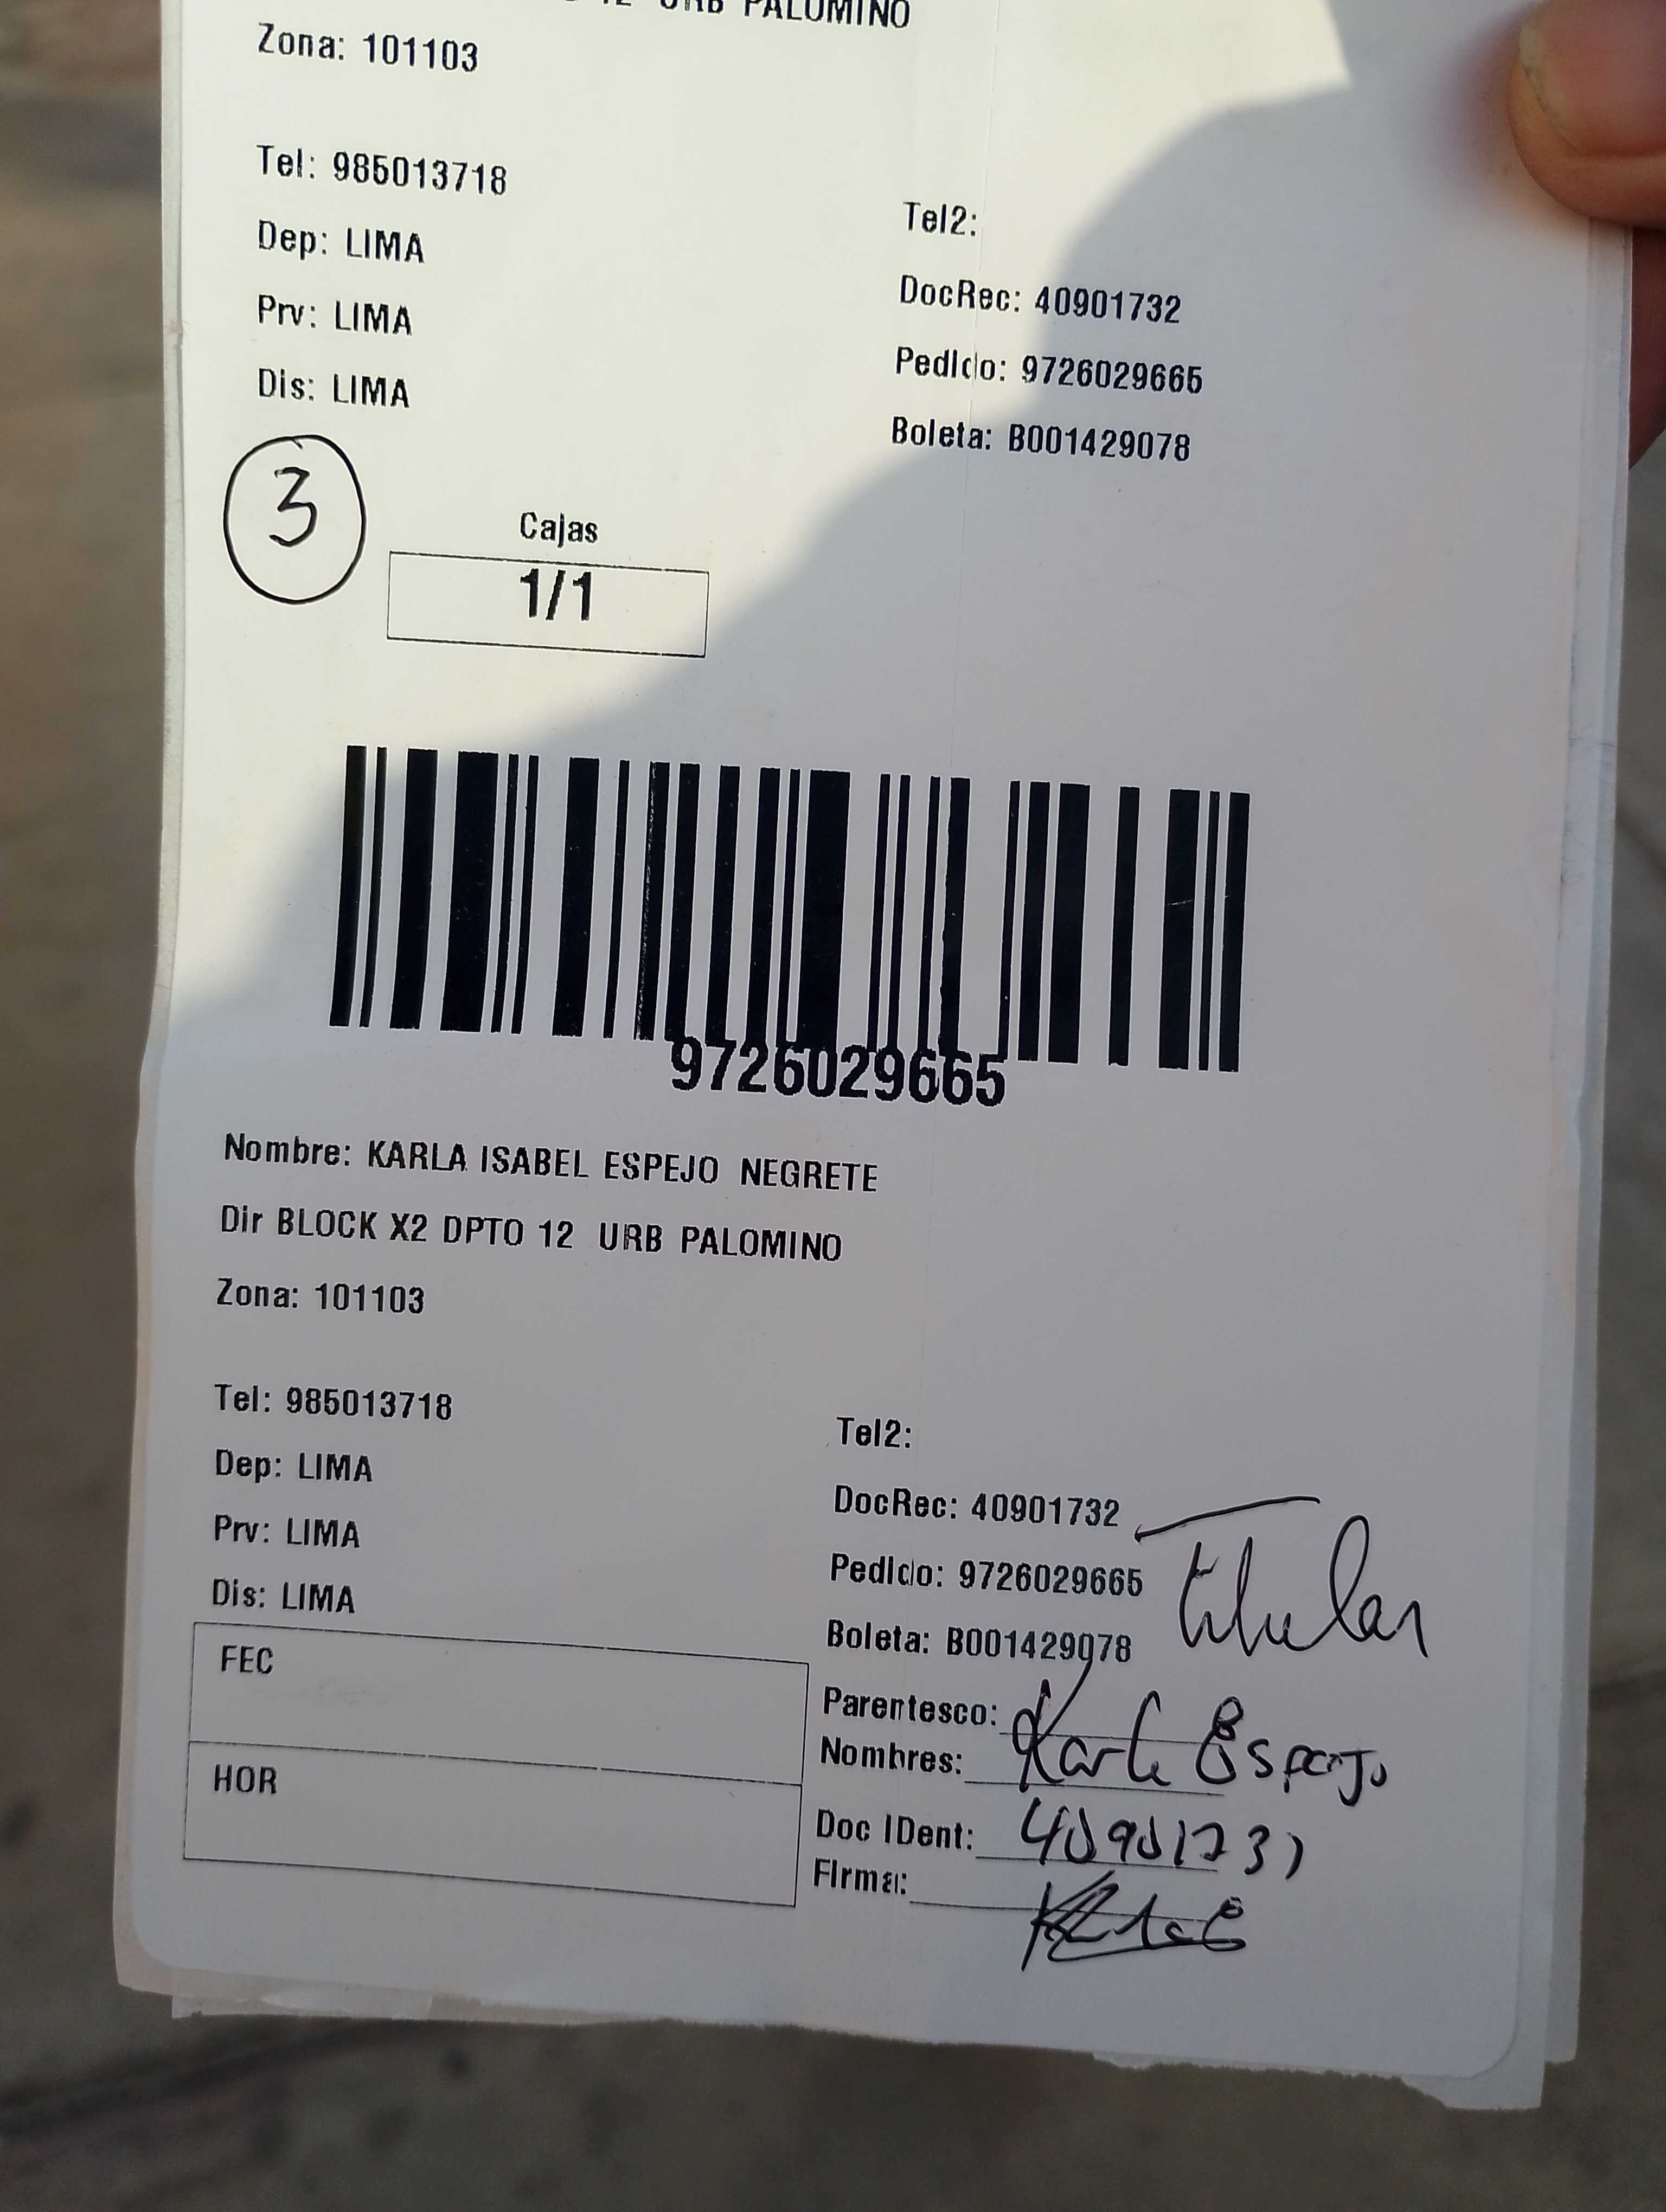 12 URB PALOMINO
Zona: 101103
Tel: 985013718
Tel2:
Dep: LIMA
DocRec: 40901732
Prv: LIMA
Pedido: 9726029665
Dis: LIMA
Boleta: B001429078
3
Cajas
1/1
9726029665
Nombre: KARLA ISABEL ESPEJO NEGRETE
Dir BLOCK X2 DPTO 12 URB PALOMINO
Zona: 101103
Tel: 985013718
Tel2:
Dep: LIMA
DocRec: 40901732
Prv: LIMA
Pedido: 9726029665
titular
Dis: LIMA
Boleta: B001429078
FEC
Parentesco:
Nombres: Karla Espejo
HOR
Doc IDent:
Firma: